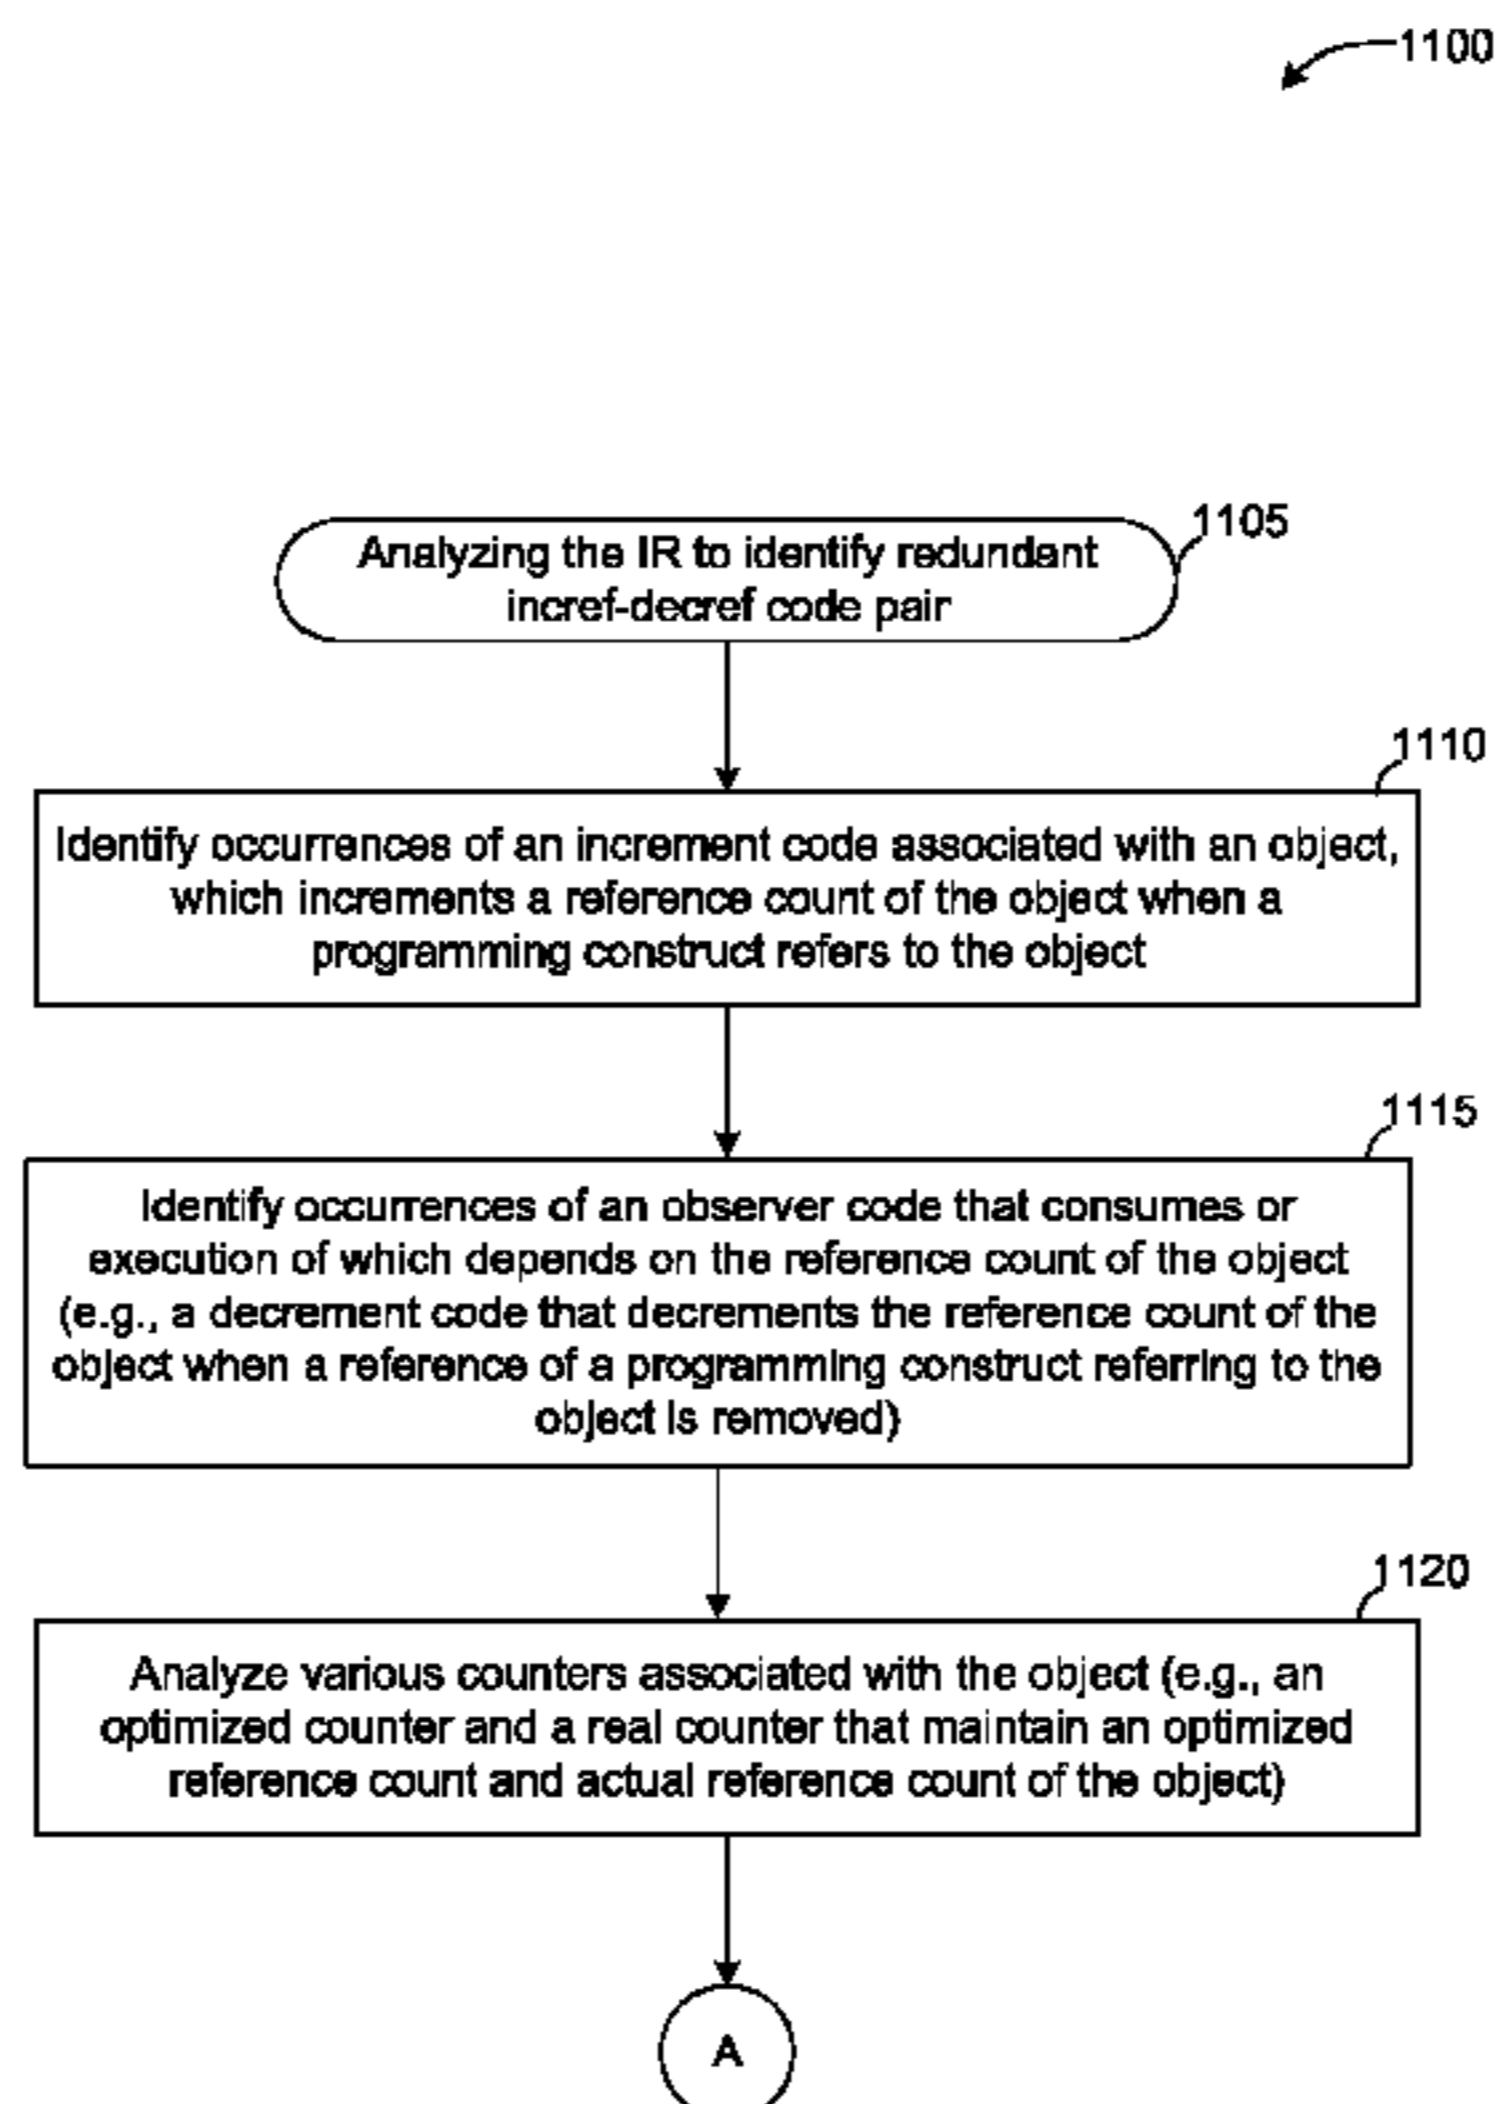 1100
1105
Analyzing the IR to identify redundant
incref-decref code pair
1110
Identify occurrences of an increment code associated with an object,
which increments a reference count of the object when a
programming construct refers to the object
1115
Identify occurrences of an observer code that consumes or
execution of which depends on the reference count of the object
(e.g., a decrement code that decrements the reference count of the
object when a reference of a programming construct referring to the
object is removed)
1120
Analyze various counters associated with the object (e.g., an
optimized counter and a real counter that maintain an optimized
reference count and actual reference count of the object)
A